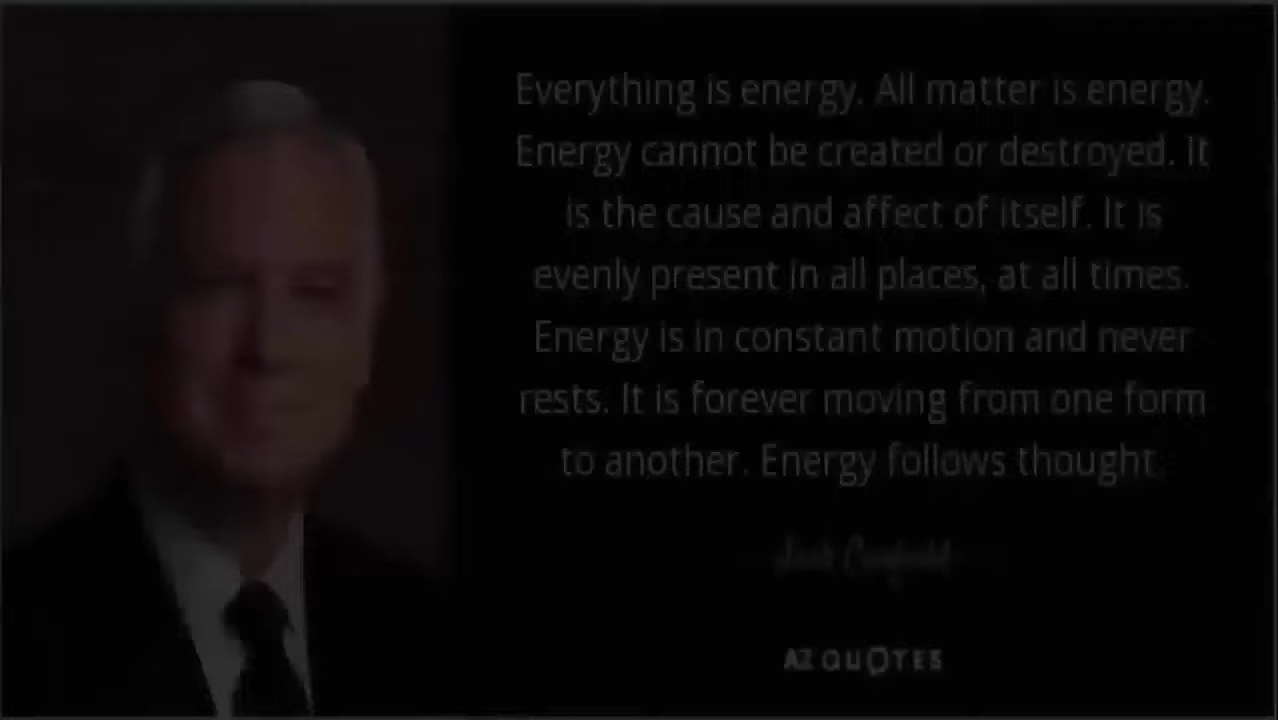 Everything is energy. All matter is energy.
Energy cannot be created or destroyed. It
is the cause and affect of itself. It is
evenly present in all places, at all times.
Energy is in constant motion and never
rests. It is forever moving from one form
to another. Energy follows thought.
Jack Canfield
AZ QUOTES